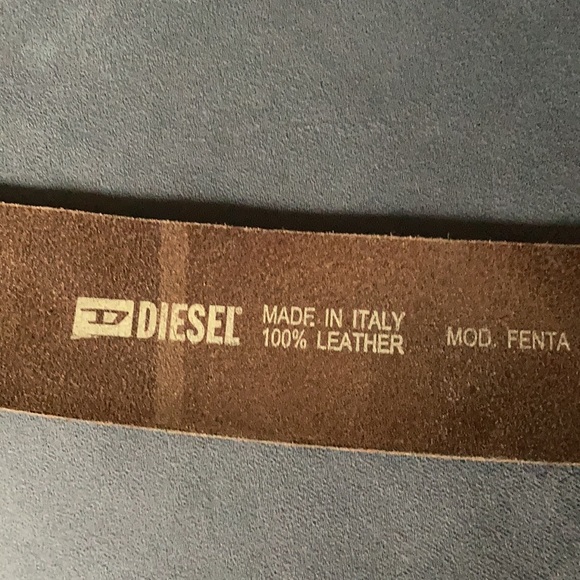 D DIESEL
MADE IN ITALY
100% LEATHER
MOD. FENTA